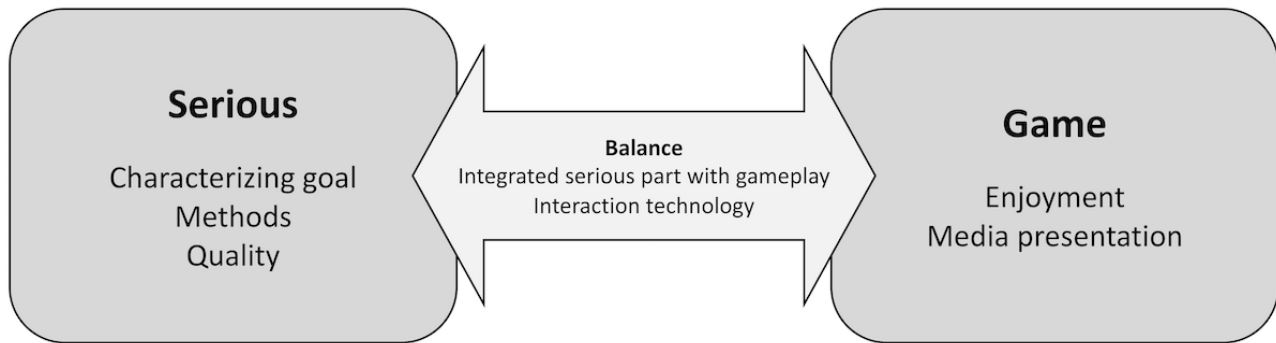 Serious
Characterizing goal
Methods
Quality
Balance
Integrated serious part with gameplay
Interaction technology
Game
Enjoyment
Media presentation